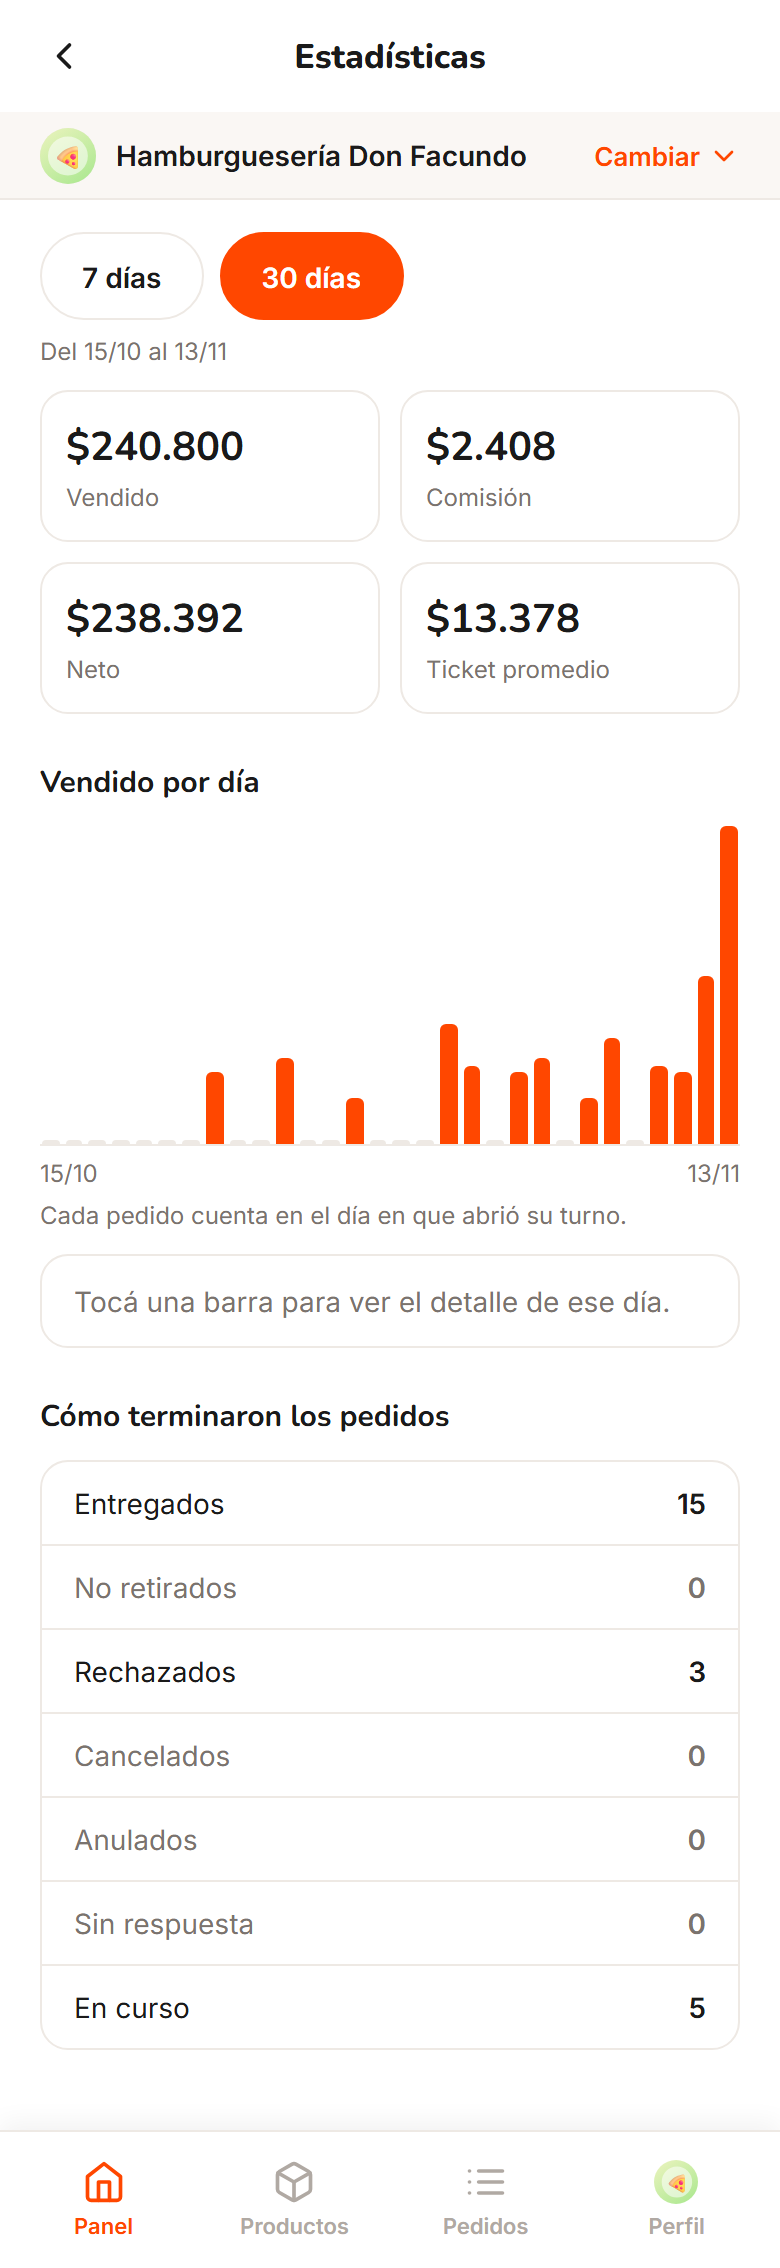 Estadísticas
Hamburguesería Don Facundo
Cambiar
7 días
30 días
Del 15/10 al 13/11
$240.800
Vendido
$2.408
Comisión
$238.392
Neto
$13.378
Ticket promedio
Vendido por día
15/10
13/11
Cada pedido cuenta en el día en que abrió su turno.
Tocá una barra para ver el detalle de ese día.
Cómo terminaron los pedidos
Entregados 15
No retirados 0
Rechazados 3
Cancelados 0
Anulados 0
Sin respuesta 0
En curso 5
Panel
Productos
Pedidos
Perfil